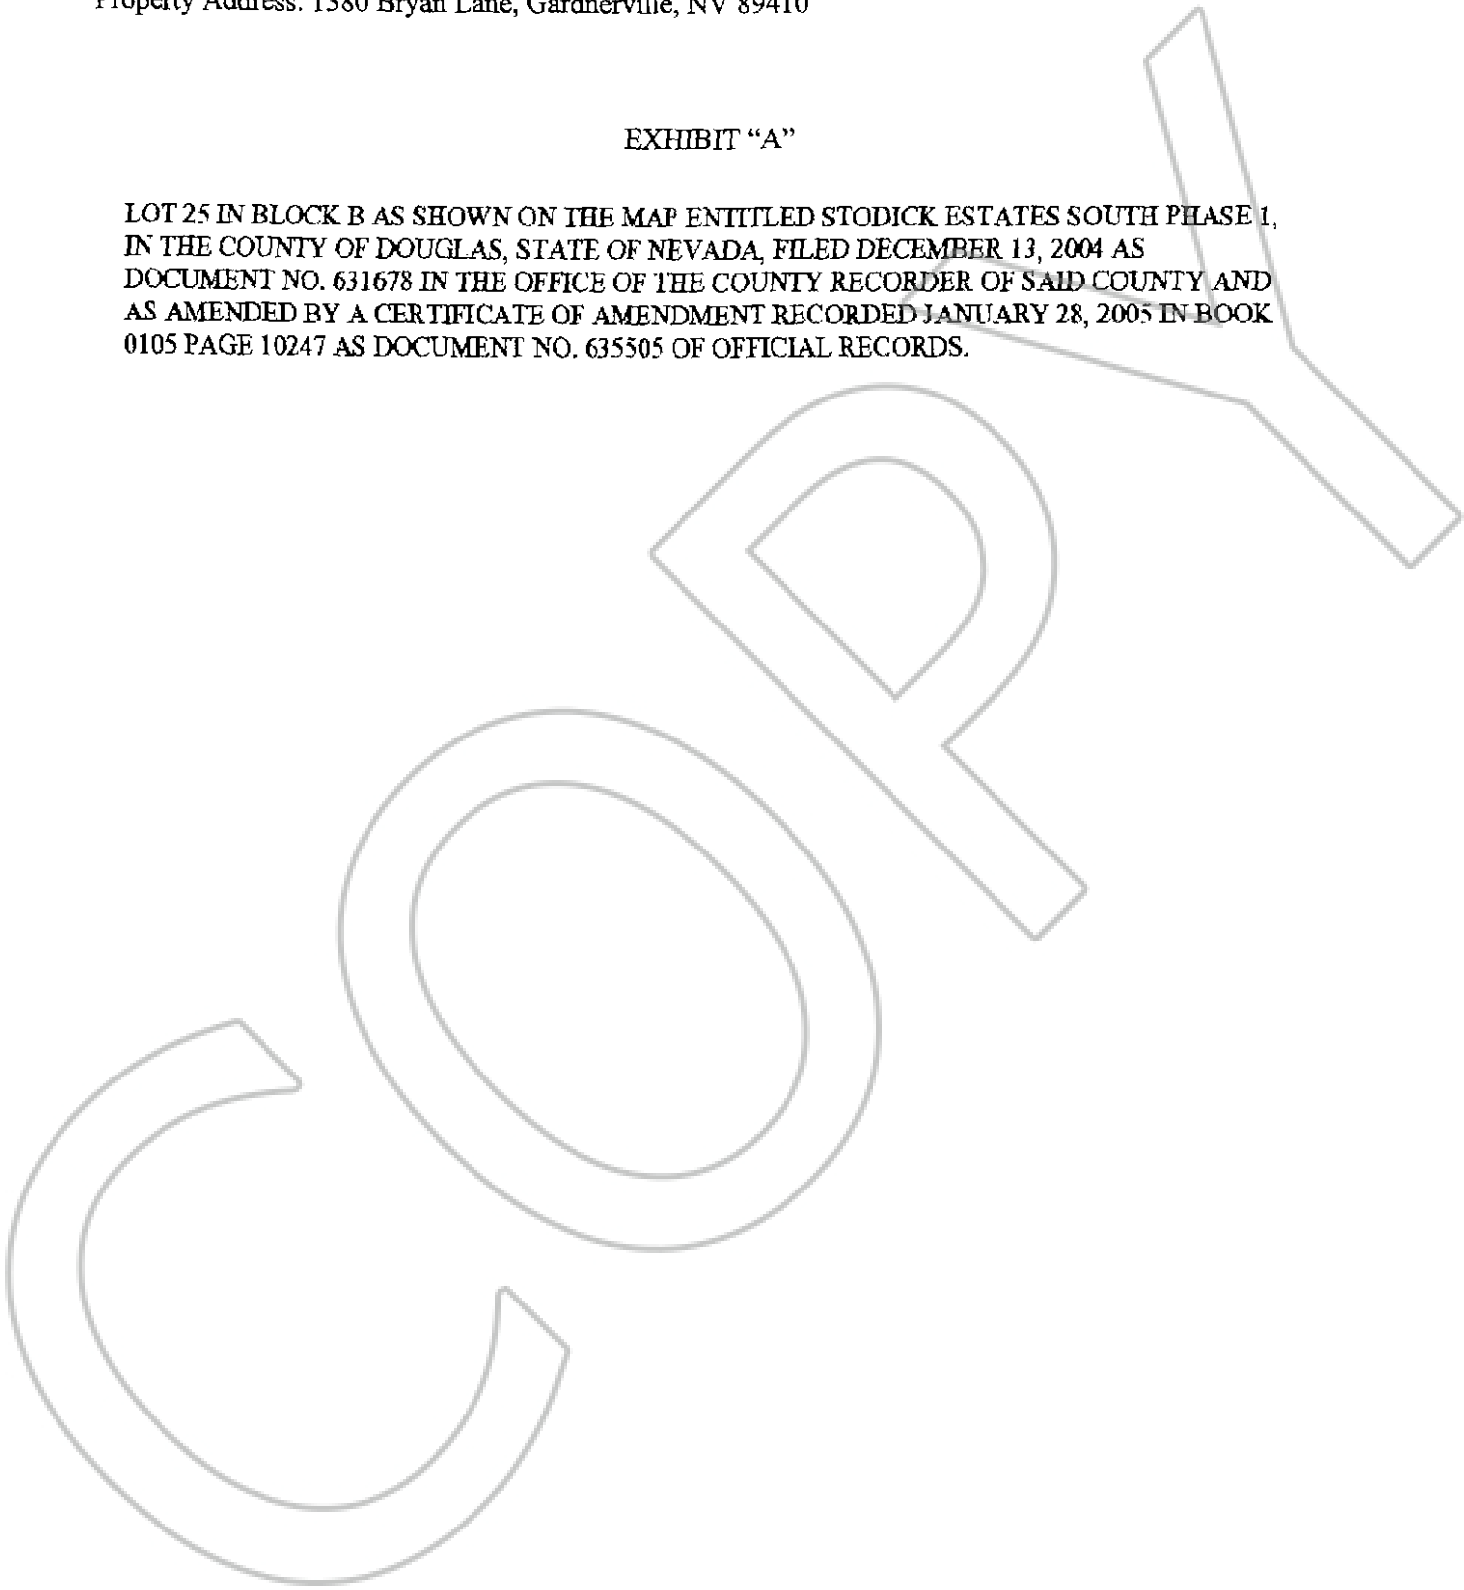 Property Address: 1380 Bryan Lane, Gardnerville, NV 89410
EXHIBIT “A”
LOT 25 IN BLOCK B AS SHOWN ON THE MAP ENTITLED STODICK ESTATES SOUTH PHASE 1,
IN THE COUNTY OF DOUGLAS, STATE OF NEVADA, FILED DECEMBER 13, 2004 AS
DOCUMENT NO. 631678 IN THE OFFICE OF THE COUNTY RECORDER OF SAID COUNTY AND
AS AMENDED BY A CERTIFICATE OF AMENDMENT RECORDED JANUARY 28, 2005 IN BOOK
0105 PAGE 10247 AS DOCUMENT NO. 635505 OF OFFICIAL RECORDS.
COPY